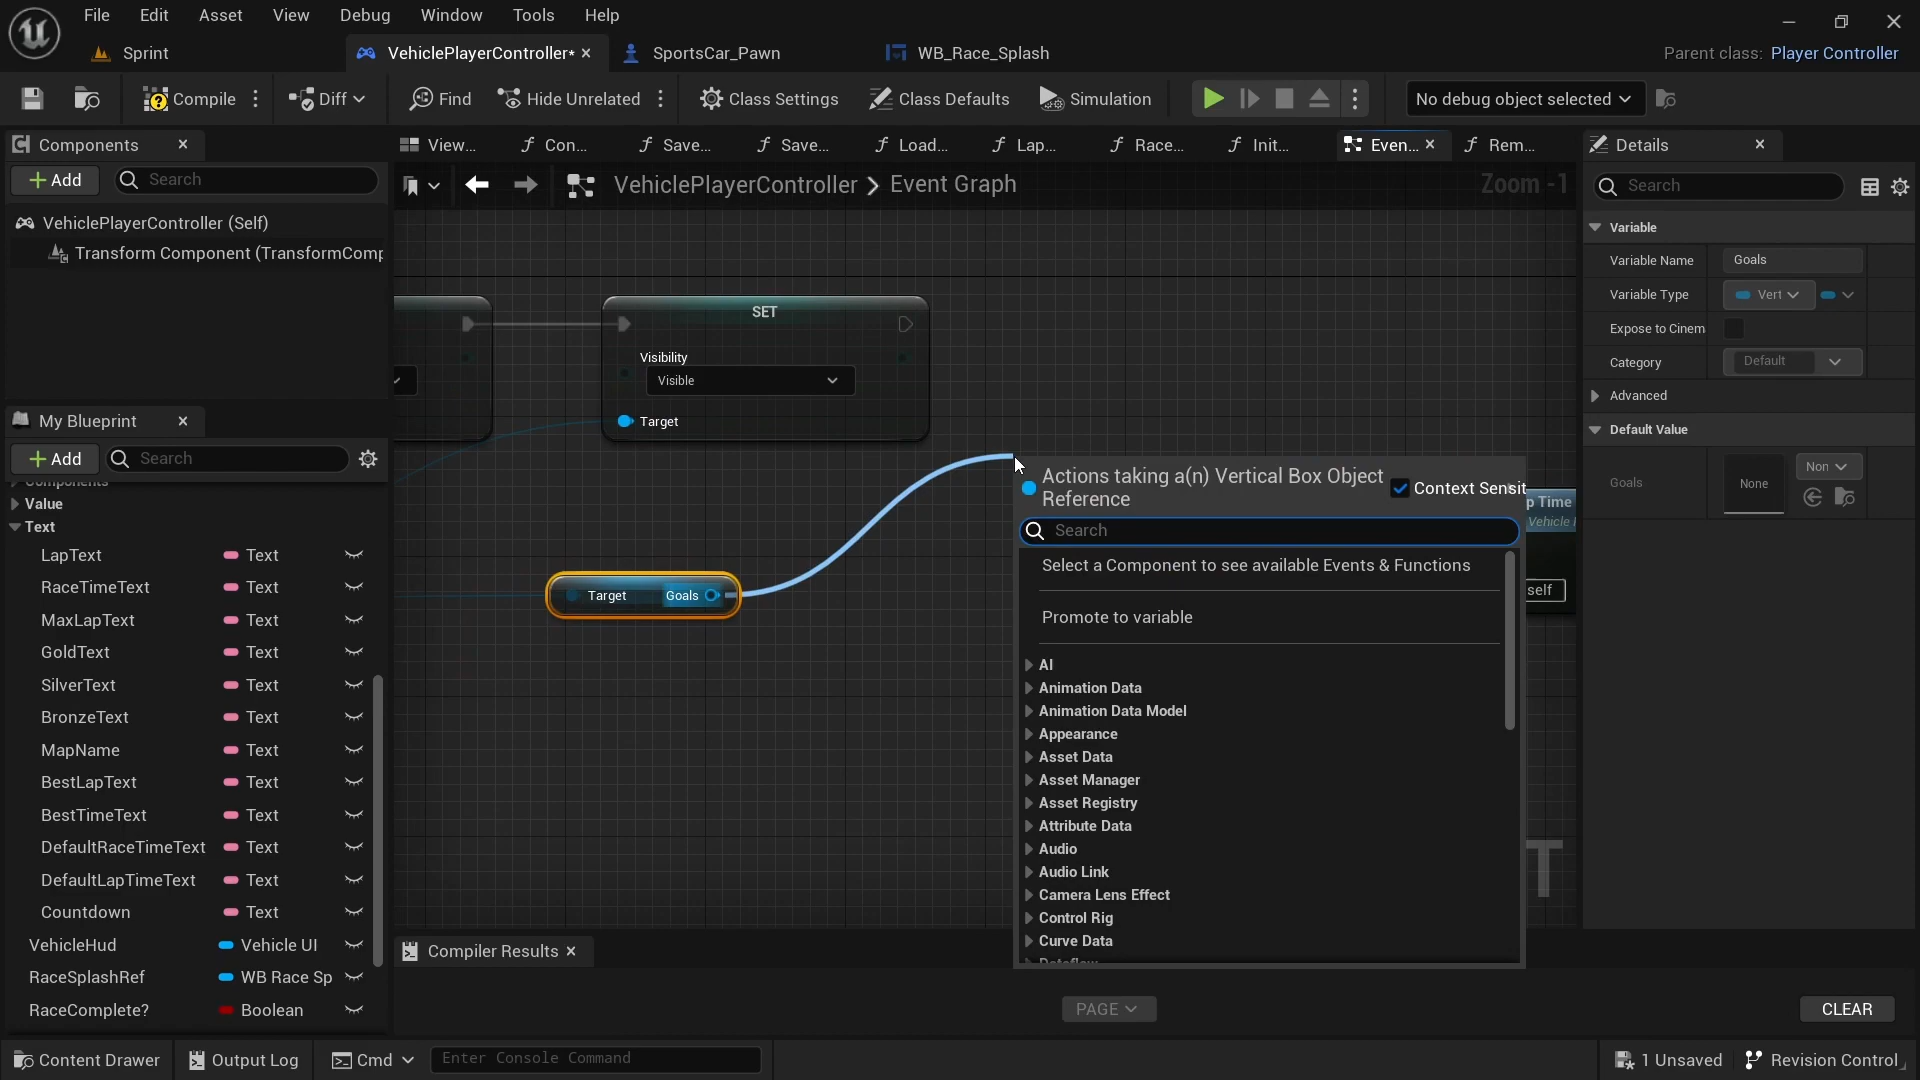 File Edit Asset View Debug Window Tools Help
Sprint VehiclePlayerController* SportsCar_Pawn WB_Race_Splash Parent class: Player Controller
Compile Diff Find Hide Unrelated Class Settings Class Defaults Simulation No debug object selected
Components View... Con... Save... Save... Load... Lap... Race... Init... Even... Rem... Details
+ Add Search VehiclePlayerController > Event Graph Zoom -1 Search
VehiclePlayerController (Self)
Transform Component (TransformComp
My Blueprint
+ Add Search
Value
Text
LapText Text
RaceTimeText Text
MaxLapText Text
GoldText Text
SilverText Text
BronzeText Text
MapName Text
BestLapText Text
BestTimeText Text
DefaultRaceTimeText Text
DefaultLapTimeText Text
Countdown Text
VehicleHud Vehicle UI
RaceSplashRef WB Race Sp
RaceComplete? Boolean
SET
Visibility
Visible
Target
Target Goals
Actions taking a(n) Vertical Box Object
Reference
Context Sensit
Search
Select a Component to see available Events & Functions
Promote to variable
AI
Animation Data
Animation Data Model
Appearance
Asset Data
Asset Manager
Asset Registry
Attribute Data
Audio
Audio Link
Camera Lens Effect
Control Rig
Curve Data
p Time
Vehicle
self
T
Variable
Variable Name Goals
Variable Type Vert
Expose to Cinem
Category Default
Advanced
Default Value
Goals None Non
Compiler Results
PAGE CLEAR
Content Drawer Output Log Cmd Enter Console Command 1 Unsaved Revision Control